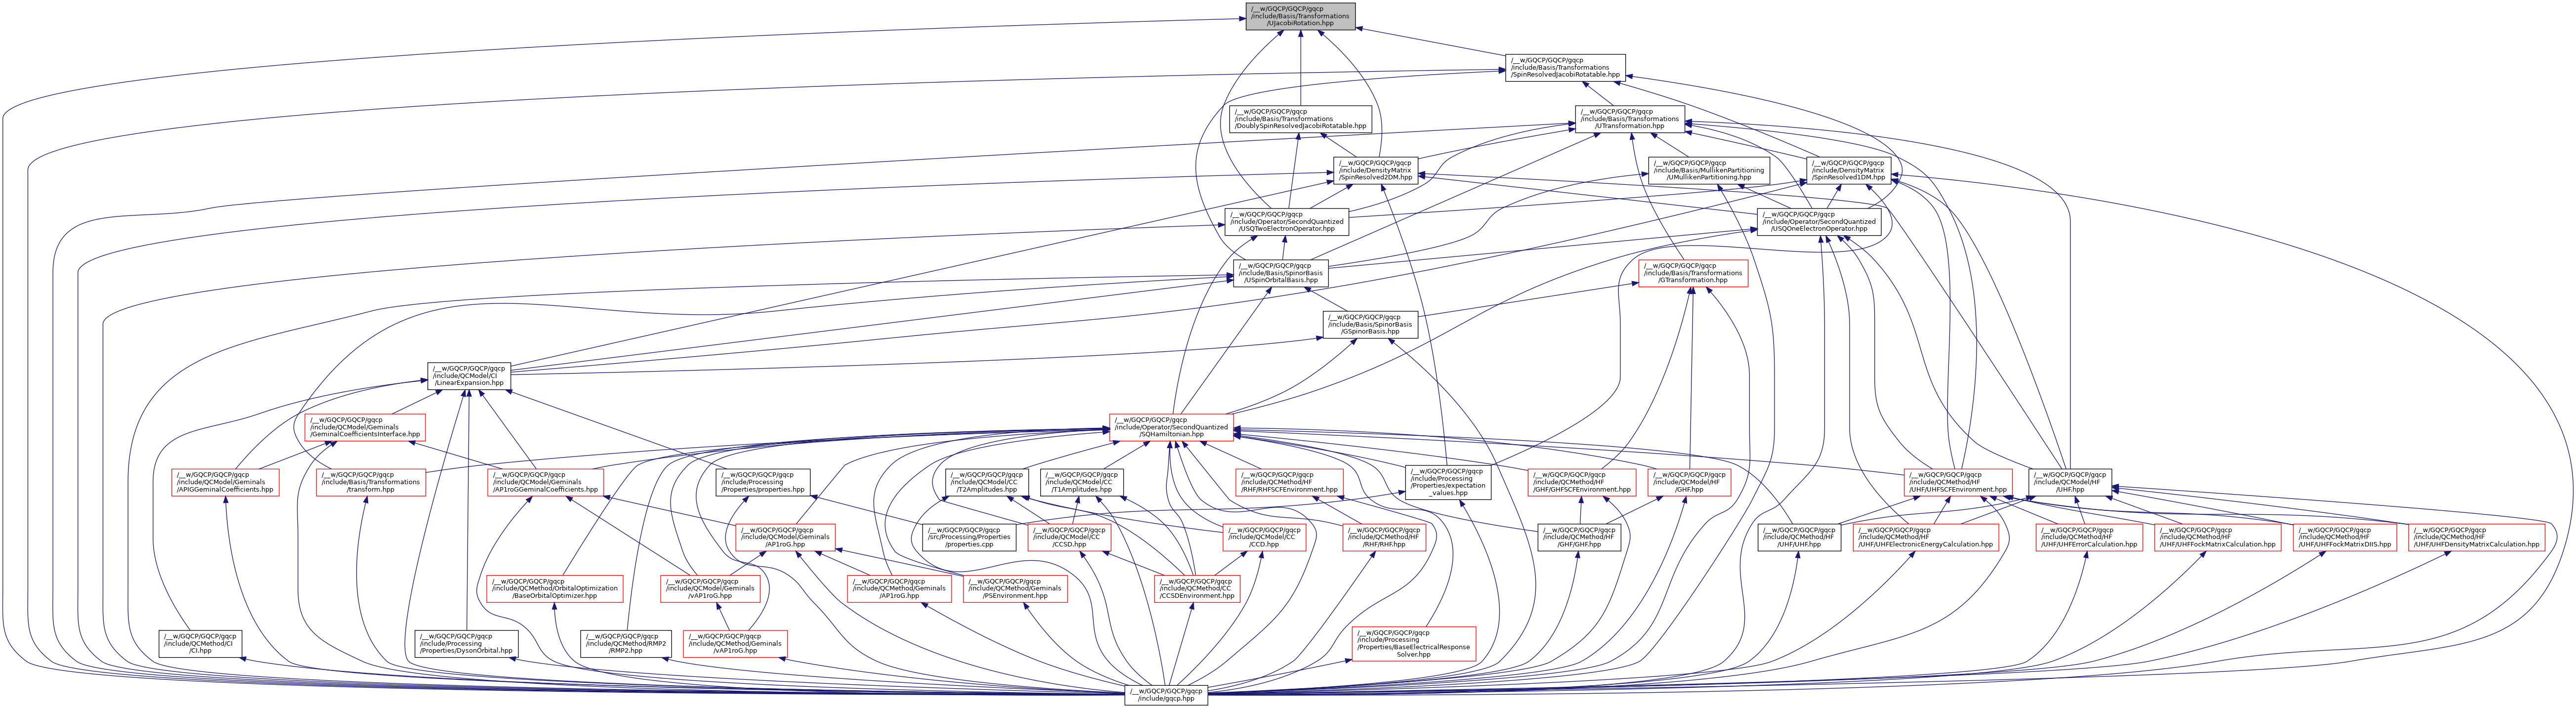 /__w/GQCP/GQCP/gqcp
/include/Basis/Transformations
/UJacobiRotation.hpp
/__w/GQCP/GQCP/gqcp
/include/Basis/Transformations
/SpinResolvedJacobiRotatable.hpp
/__w/GQCP/GQCP/gqcp
/include/Basis/Transformations
/DoublySpinResolvedJacobiRotatable.hpp
/__w/GQCP/GQCP/gqcp
/include/Basis/Transformations
/UTransformation.hpp
/__w/GQCP/GQCP/gqcp
/include/DensityMatrix
/SpinResolved2DM.hpp
/__w/GQCP/GQCP/gqcp
/include/Basis/MullikenPartitioning
/UMullikenPartitioning.hpp
/__w/GQCP/GQCP/gqcp
/include/DensityMatrix
/SpinResolved1DM.hpp
/__w/GQCP/GQCP/gqcp
/include/Operator/SecondQuantized
/USQTwoElectronOperator.hpp
/__w/GQCP/GQCP/gqcp
/include/Operator/SecondQuantized
/USQOneElectronOperator.hpp
/__w/GQCP/GQCP/gqcp
/include/Basis/SpinorBasis
/USpinOrbitalBasis.hpp
/__w/GQCP/GQCP/gqcp
/include/Basis/Transformations
/GTransformation.hpp
/__w/GQCP/GQCP/gqcp
/include/Basis/SpinorBasis
/GSpinorBasis.hpp
/__w/GQCP/GQCP/gqcp
/include/QCModel/CI
/LinearExpansion.hpp
/__w/GQCP/GQCP/gqcp
/include/QCModel/Geminals
/GeminalCoefficientsInterface.hpp
/__w/GQCP/GQCP/gqcp
/include/Operator/SecondQuantized
/SQHamiltonian.hpp
/__w/GQCP/GQCP/gqcp
/include/QCModel/Geminals
/APIGGeminalCoefficients.hpp
/__w/GQCP/GQCP/gqcp
/include/Basis/Transformations
/transform.hpp
/__w/GQCP/GQCP/gqcp
/include/QCModel/Geminals
/AP1roGGeminalCoefficients.hpp
/__w/GQCP/GQCP/gqcp
/include/Processing
/Properties/properties.hpp
/__w/GQCP/GQCP/gqcp
/include/QCModel/CC
/T2Amplitudes.hpp
/__w/GQCP/GQCP/gqcp
/include/QCModel/CC
/T1Amplitudes.hpp
/__w/GQCP/GQCP/gqcp
/include/QCMethod/HF
/RHF/RHFSCFEnvironment.hpp
/__w/GQCP/GQCP/gqcp
/include/Processing
/Properties/expectation
_values.hpp
/__w/GQCP/GQCP/gqcp
/include/QCMethod/HF
/GHF/GHFSCFEnvironment.hpp
/__w/GQCP/GQCP/gqcp
/include/QCModel/HF
/GHF.hpp
/__w/GQCP/GQCP/gqcp
/include/QCMethod/HF
/UHF/UHFSCFEnvironment.hpp
/__w/GQCP/GQCP/gqcp
/include/QCModel/HF
/UHF.hpp
/__w/GQCP/GQCP/gqcp
/include/QCModel/Geminals
/AP1roG.hpp
/__w/GQCP/GQCP/gqcp
/src/Processing/Properties
/properties.cpp
/__w/GQCP/GQCP/gqcp
/include/QCModel/CC
/CCSD.hpp
/__w/GQCP/GQCP/gqcp
/include/QCModel/CC
/CCD.hpp
/__w/GQCP/GQCP/gqcp
/include/QCMethod/HF
/RHF/RHF.hpp
/__w/GQCP/GQCP/gqcp
/include/QCMethod/HF
/GHF/GHF.hpp
/__w/GQCP/GQCP/gqcp
/include/QCMethod/HF
/UHF/UHF.hpp
/__w/GQCP/GQCP/gqcp
/include/QCMethod/HF
/UHF/UHFElectronicEnergyCalculation.hpp
/__w/GQCP/GQCP/gqcp
/include/QCMethod/HF
/UHF/UHFErrorCalculation.hpp
/__w/GQCP/GQCP/gqcp
/include/QCMethod/HF
/UHF/UHFFockMatrixCalculation.hpp
/__w/GQCP/GQCP/gqcp
/include/QCMethod/HF
/UHF/UHFFockMatrixDIIS.hpp
/__w/GQCP/GQCP/gqcp
/include/QCMethod/HF
/UHF/UHFDensityMatrixCalculation.hpp
/__w/GQCP/GQCP/gqcp
/include/QCMethod/OrbitalOptimization
/BaseOrbitalOptimizer.hpp
/__w/GQCP/GQCP/gqcp
/include/QCModel/Geminals
/vAP1roG.hpp
/__w/GQCP/GQCP/gqcp
/include/QCMethod/Geminals
/AP1roG.hpp
/__w/GQCP/GQCP/gqcp
/include/QCMethod/Geminals
/PSEnvironment.hpp
/__w/GQCP/GQCP/gqcp
/include/QCMethod/CC
/CCSDEnvironment.hpp
/__w/GQCP/GQCP/gqcp
/include/QCMethod/CI
/CI.hpp
/__w/GQCP/GQCP/gqcp
/include/Processing
/Properties/DysonOrbital.hpp
/__w/GQCP/GQCP/gqcp
/include/QCMethod/RMP2
/RMP2.hpp
/__w/GQCP/GQCP/gqcp
/include/QCMethod/Geminals
/vAP1roG.hpp
/__w/GQCP/GQCP/gqcp
/include/Processing
/Properties/BaseElectricalResponse
Solver.hpp
/__w/GQCP/GQCP/gqcp
/include/gqcp.hpp